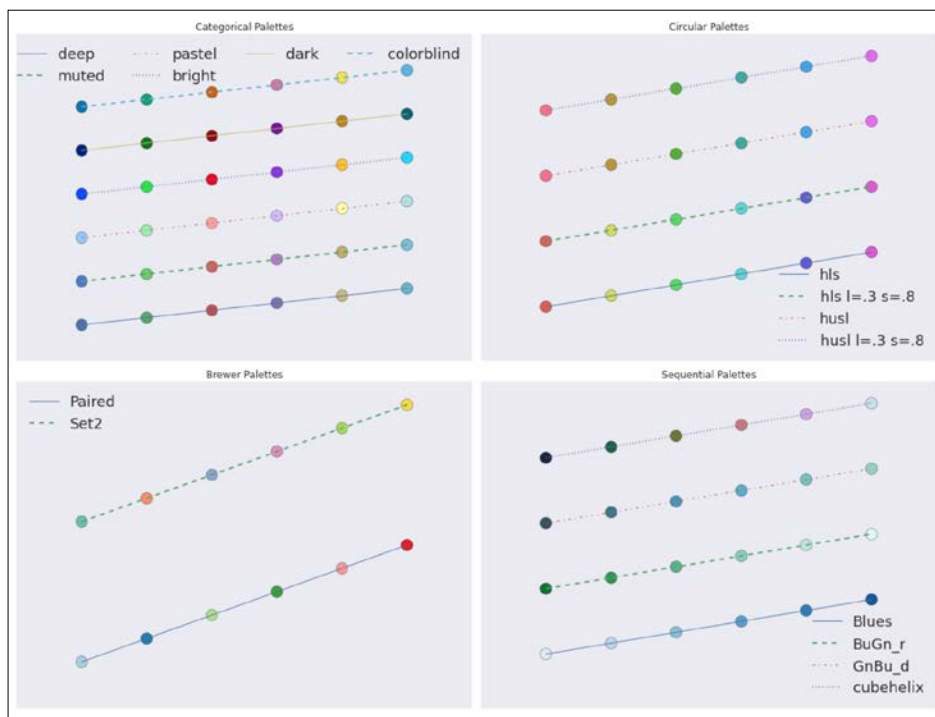 Categorical Palettes
deep pastel dark colorblind
muted bright
Circular Palettes
hls
hls l=.3 s=.8
husl
husl l=.3 s=.8
Brewer Palettes
Paired
Set2
Sequential Palettes
Blues
BuGn_r
GnBu_d
cubehelix